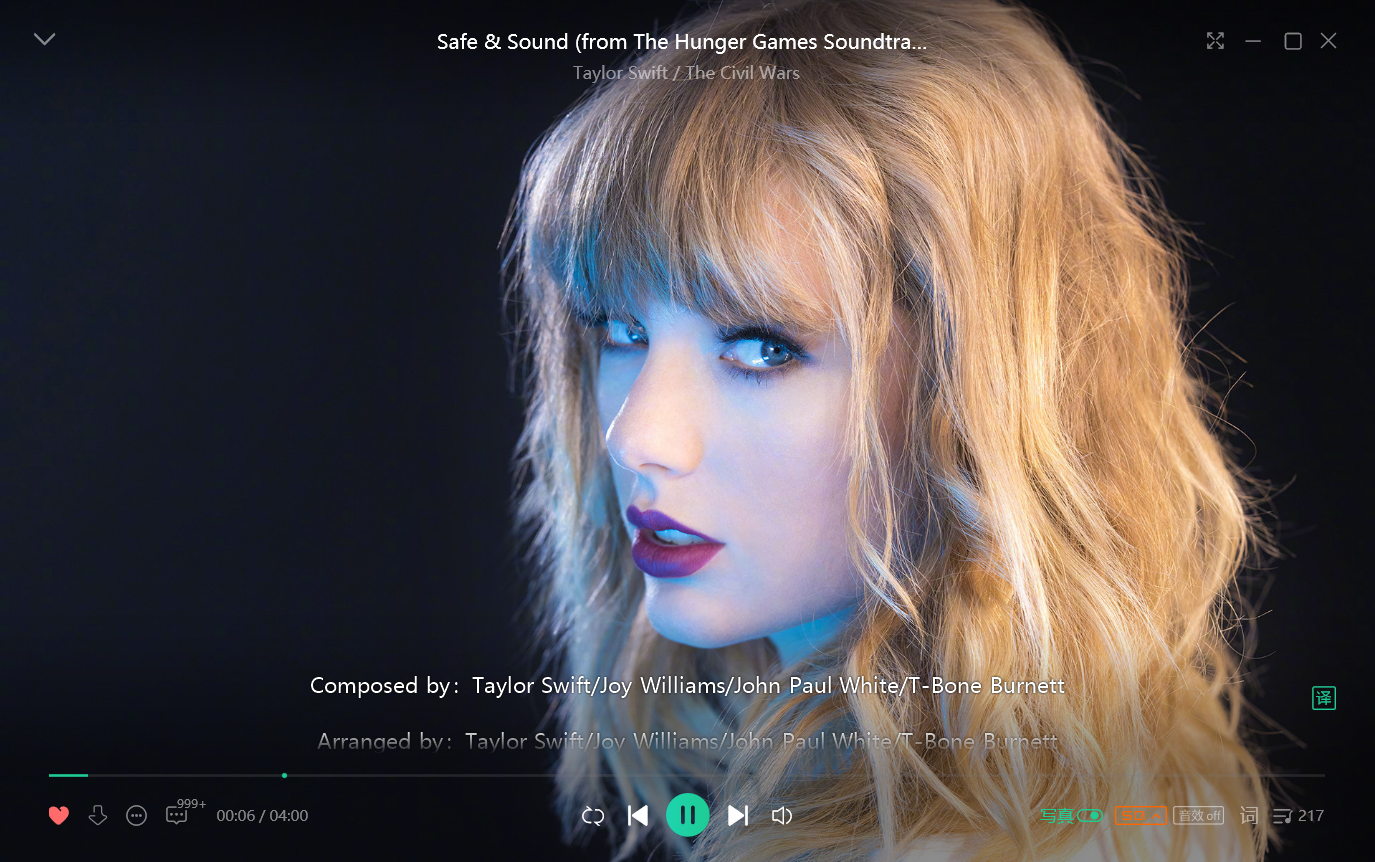 Safe & Sound (from The Hunger Games Soundtra...
Taylor Swift / The Civil Wars
Composed by： Taylor Swift/Joy Williams/John Paul White/T-Bone Burnett
译
Arranged by： Taylor Swift/Joy Williams/John Paul White/T-Bone Burnett
999+
00:06 / 04:00
写真
音效 off
词
217